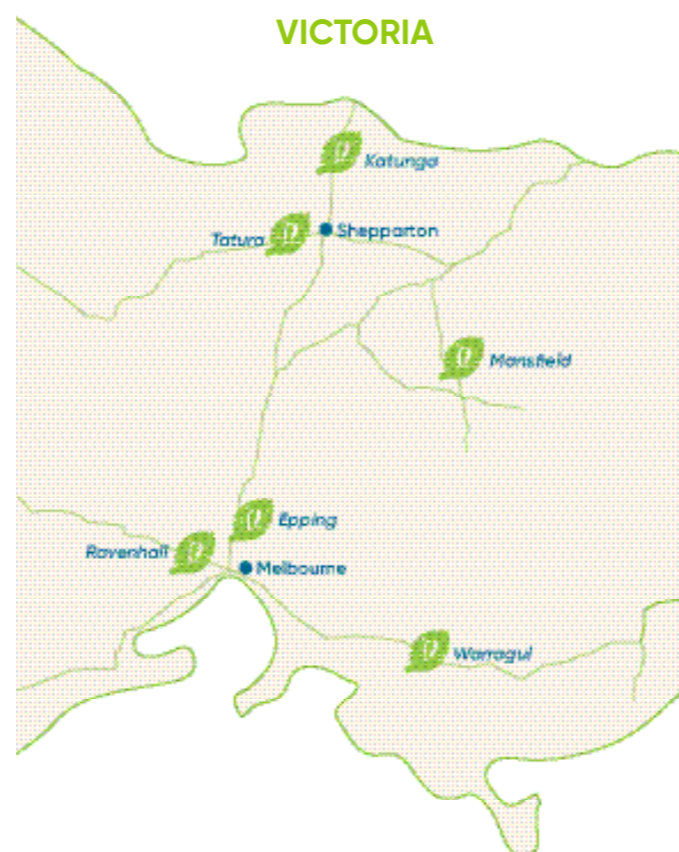 VICTORIA
Katunga
Tatura
Shepparton
Mansfield
Epping
Ravenhall
Melbourne
Warragul